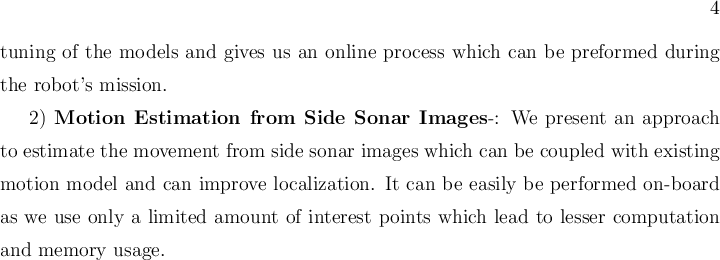 4
tuning of the models and gives us an online process which can be preformed during
the robot's mission.
2) Motion Estimation from Side Sonar Images-: We present an approach
to estimate the movement from side sonar images which can be coupled with existing
motion model and can improve localization. It can be easily be performed on-board
as we use only a limited amount of interest points which lead to lesser computation
and memory usage.